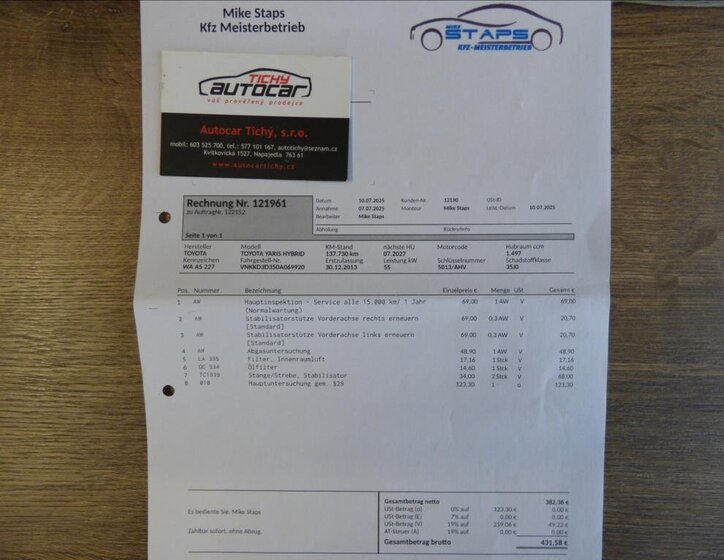 Mike Staps
Kfz Meisterbetrieb
MIKE
STAPS
KFZ-MEISTERBETRIEB
TICHÝ
AUTOCAR
váš prověřený prodejce
Autocar Tichý, s.r.o.
mobil: 603 525 700, tel.: 577 101 167, autotichy@seznam.cz
Kvítkovická 1527, Napajedla 763 61
www.autocartichy.cz
Rechnung Nr. 121961
zu AuftragNr. 122152
Seite 1 von 1
Datum 10.07.2025 Kunden-Nr. 12190 USt-ID
Annahme 07.07.2025 Monteur Mike Staps Leist.-Datum 10.07.2025
Bearbeiter Mike Staps
Abholung Rückrufinfo
Hersteller Modell KM-Stand nächste HU Motorcode Hubraum ccm
TOYOTA TOYOTA YARIS HYBRID 137.730 km 07.2027 1.497
Kennzeichen Fahrgestell-Nr. Erstzulassung Leistung kW Schlüsselnummer Schadstoffklasse
WA AS 227 VNKKD3D350A069920 30.12.2013 55 5013/AHV 35J0
Pos. Nummer Bezeichnung Einzelpreis € Menge USt Gesamt €
1 AW Hauptinspektion - Service alle 15.000 km/ 1 Jahr 69,00 1 AW V 69,00
(Normalwartung)
2 AW Stabilisatorstütze Vorderachse rechts erneuern 69,00 0,3 AW V 20,70
[Standard]
3 AW Stabilisatorstütze Vorderachse links erneuern 69,00 0,3 AW V 20,70
[Standard]
4 AW Abgasuntersuchung 48,90 1 AW V 48,90
5 LA 395 Filter, Innenraumluft 17,16 1 Stck V 17,16
6 OC 534 Ölfilter 14,60 1 Stck V 14,60
7 TC1839 Stange/Strebe, Stabilisator 34,00 2 Stck V 68,00
8 010 Hauptuntersuchung gem. §29 123,30 1 o 123,30
Es bediente Sie: Mike Staps
Zahlbar sofort, ohne Abzug.
Gesamtbetrag netto 382,36 €
USt-Betrag (o) 0% auf 123,30 € 0,00 €
USt-Betrag (E) 7% auf 0,00 € 0,00 €
USt-Betrag (V) 19% auf 259,06 € 49,22 €
AT-Steuer (A) 19% auf 0,00 € 0,00 €
Gesamtbetrag brutto 431,58 €